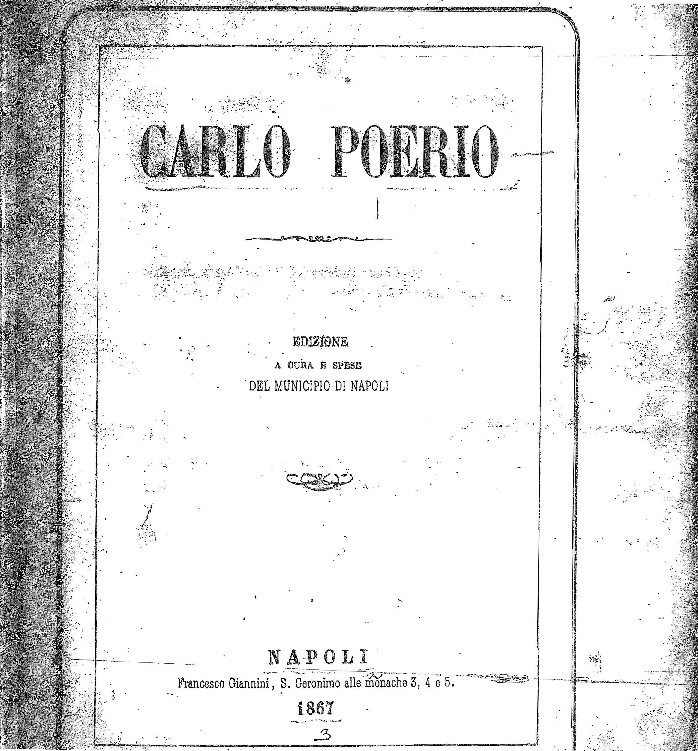 CARLO POERIO
EDIZIONE
A CURA E SPESE
DEL MUNICIPIO DI NAPOLI
NAPOLI
Francesco Giannini, S. Geronimo alle monache 3, 4 e 5.
1867
3